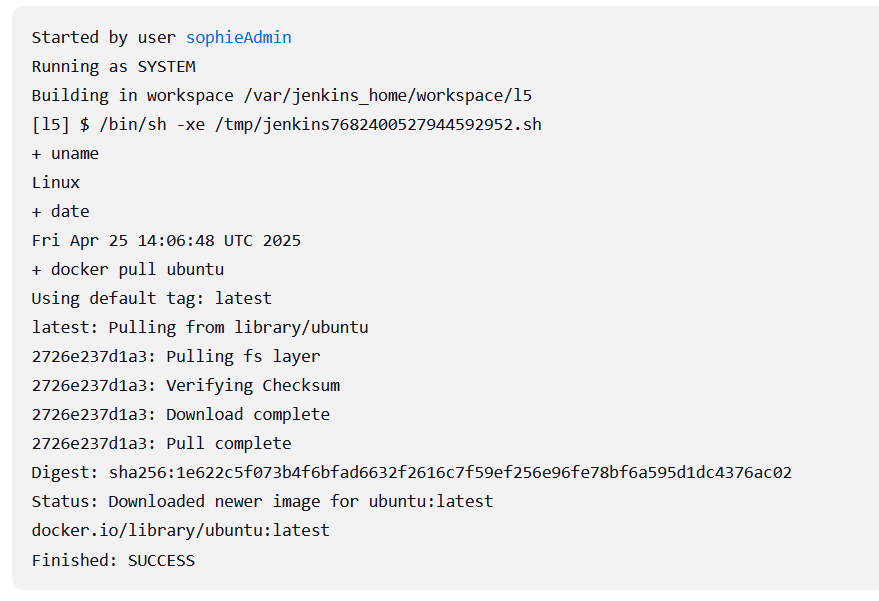 Started by user sophieAdmin
Running as SYSTEM
Building in workspace /var/jenkins_home/workspace/l5
[l5] $ /bin/sh -xe /tmp/jenkins7682400527944592952.sh
+ uname
Linux
+ date
Fri Apr 25 14:06:48 UTC 2025
+ docker pull ubuntu
Using default tag: latest
latest: Pulling from library/ubuntu
2726e237d1a3: Pulling fs layer
2726e237d1a3: Verifying Checksum
2726e237d1a3: Download complete
2726e237d1a3: Pull complete
Digest: sha256:1e622c5f073b4f6bfad6632f2616c7f59ef256e96fe78bf6a595d1dc4376ac02
Status: Downloaded newer image for ubuntu:latest
docker.io/library/ubuntu:latest
Finished: SUCCESS